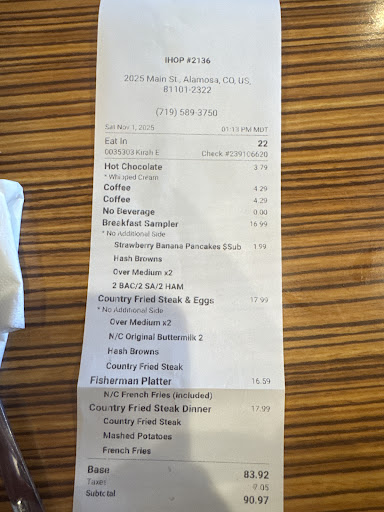 IHOP #2136
2025 Main St., Alamosa, CO, US,
81101-2322
(719) 589-3750
Sat Nov 1, 2025 01:13 PM MDT
Eat In 22
0035303 Kirah E Check #239106620
Hot Chocolate 3.79
* Whipped Cream
Coffee 4.29
Coffee 4.29
No Beverage 0.00
Breakfast Sampler 16.99
* No Additional Side
Strawberry Banana Pancakes $Sub 1.99
Hash Browns
Over Medium x2
2 BAC/2 SA/2 HAM
Country Fried Steak & Eggs 17.99
* No Additional Side
Over Medium x2
N/C Original Buttermilk 2
Hash Browns
Country Fried Steak
Fisherman Platter 16.59
N/C French Fries (included)
Country Fried Steak Dinner 17.99
Country Fried Steak
Mashed Potatoes
French Fries
Base 83.92
Taxes 7.05
Subtotal 90.97